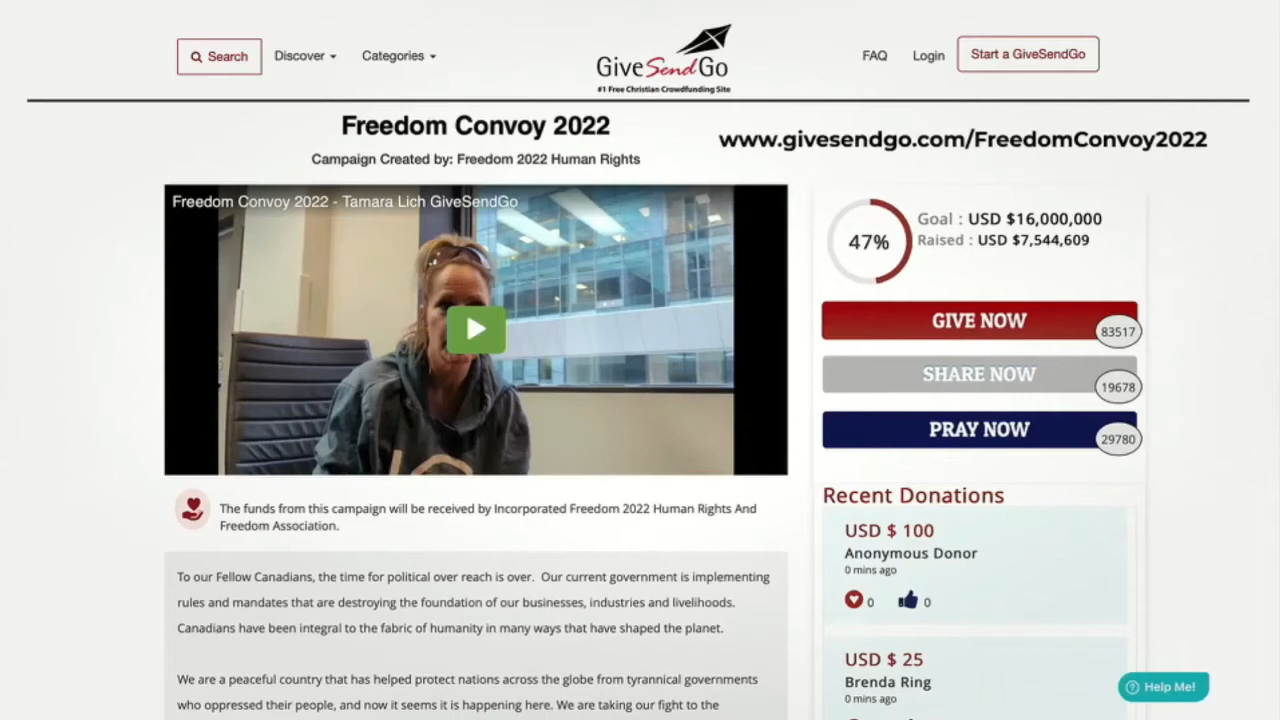 Search
Discover
Categories
Give Send Go
#1 Free Christian Crowdfunding Site
FAQ
Login
Start a GiveSendGo
Freedom Convoy 2022
Campaign Created by: Freedom 2022 Human Rights
www.givesendgo.com/FreedomConvoy2022
Freedom Convoy 2022 - Tamara Lich GiveSendGo
47%
Goal : USD $16,000,000
Raised : USD $7,544,609
GIVE NOW
83517
SHARE NOW
19678
PRAY NOW
29780
The funds from this campaign will be received by Incorporated Freedom 2022 Human Rights And
Freedom Association.
To our Fellow Canadians, the time for political over reach is over. Our current government is implementing
rules and mandates that are destroying the foundation of our businesses, industries and livelihoods.
Canadians have been integral to the fabric of humanity in many ways that have shaped the planet.
We are a peaceful country that has helped protect nations across the globe from tyrannical governments
who oppressed their people, and now it seems it is happening here. We are taking our fight to the
Recent Donations
USD $ 100
Anonymous Donor
0 mins ago
0 0
USD $ 25
Brenda Ring
0 mins ago
Help Me!